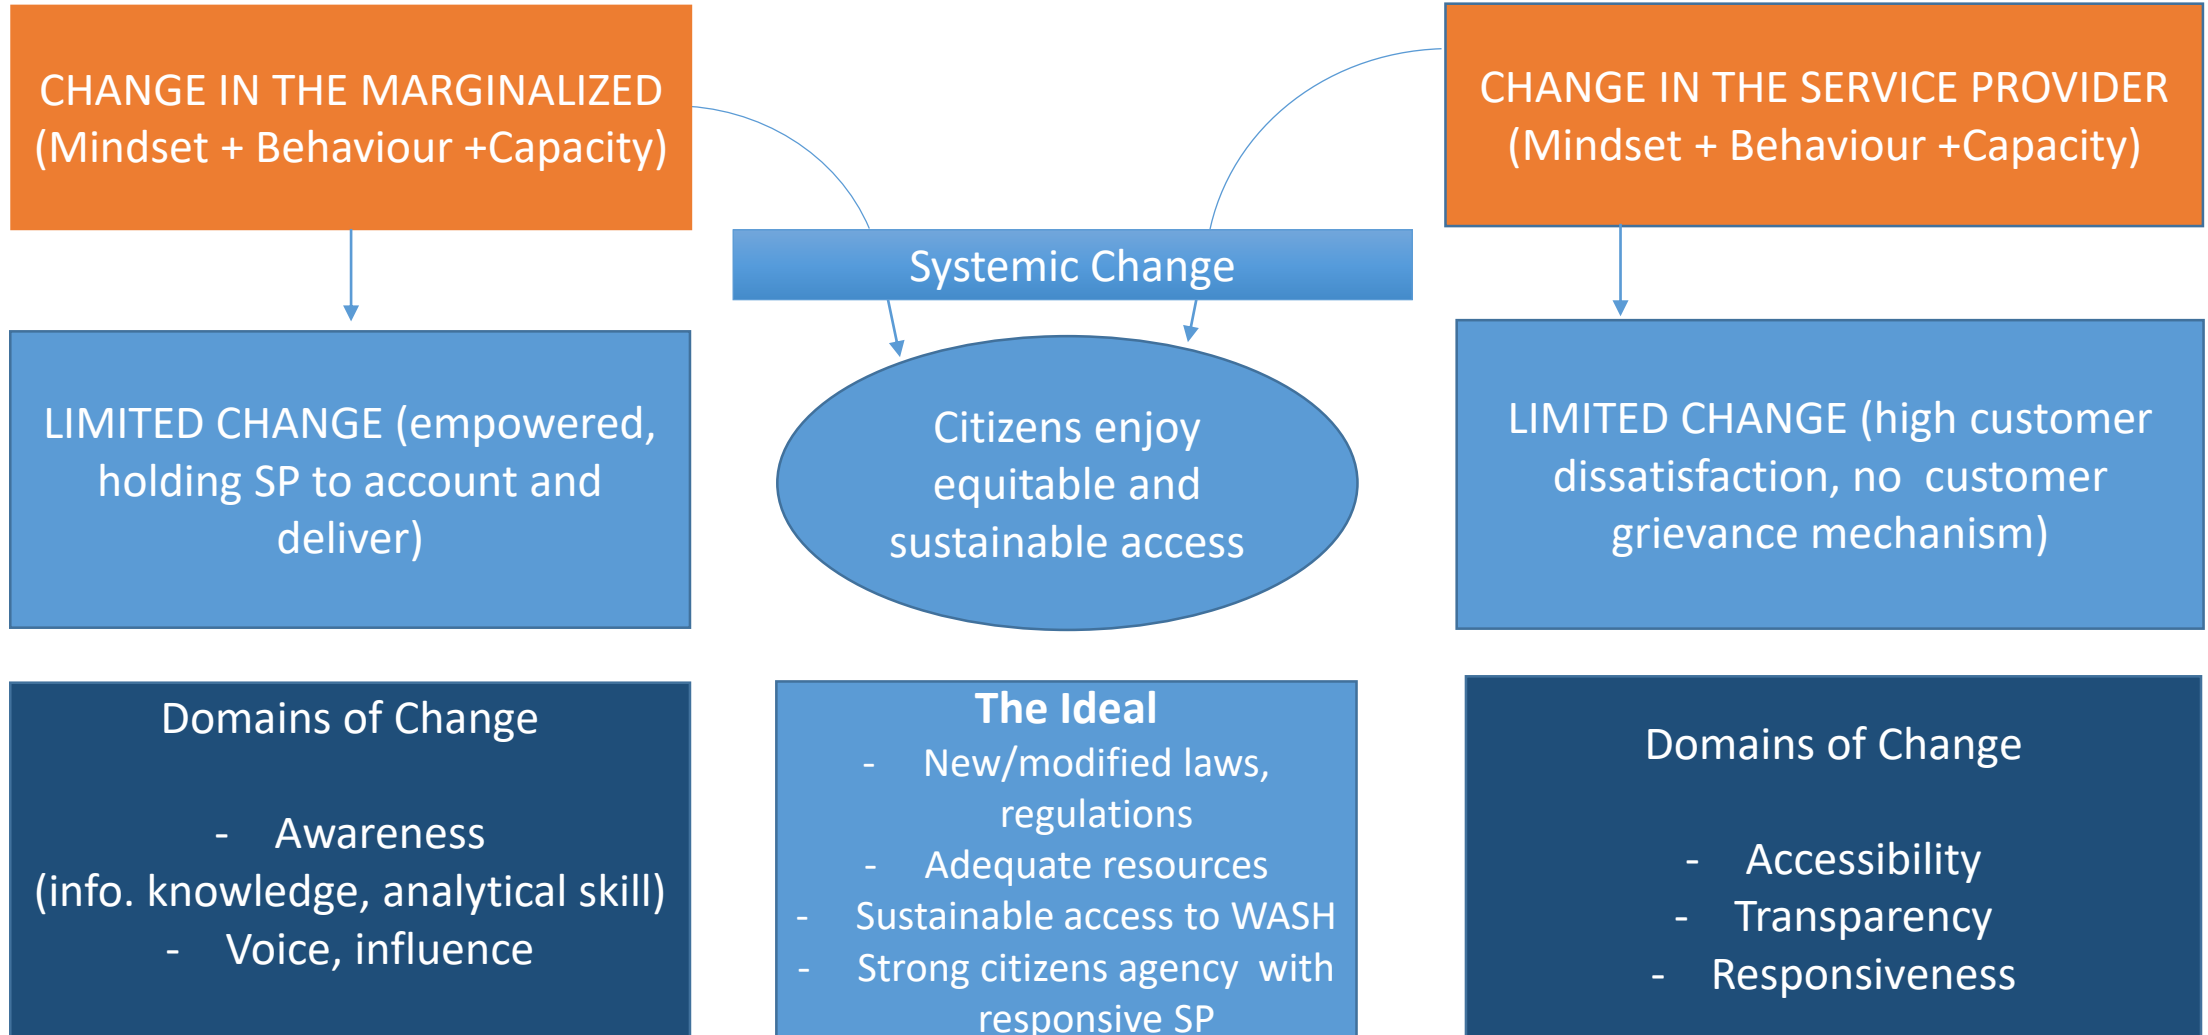 CHANGE IN THE MARGINALIZED
(Mindset + Behaviour +Capacity)
CHANGE IN THE SERVICE PROVIDER
(Mindset + Behaviour +Capacity)
Systemic Change
LIMITED CHANGE (empowered,
holding SP to account and
deliver)
Citizens enjoy
equitable and
sustainable access
LIMITED CHANGE (high customer
dissatisfaction, no customer
grievance mechanism)
Domains of Change
- Awareness
(info. knowledge, analytical skill)
- Voice, influence
The Ideal
- New/modified laws,
regulations
- Adequate resources
- Sustainable access to WASH
- Strong citizens agency with
responsive SP
Domains of Change
- Accessibility
- Transparency
- Responsiveness